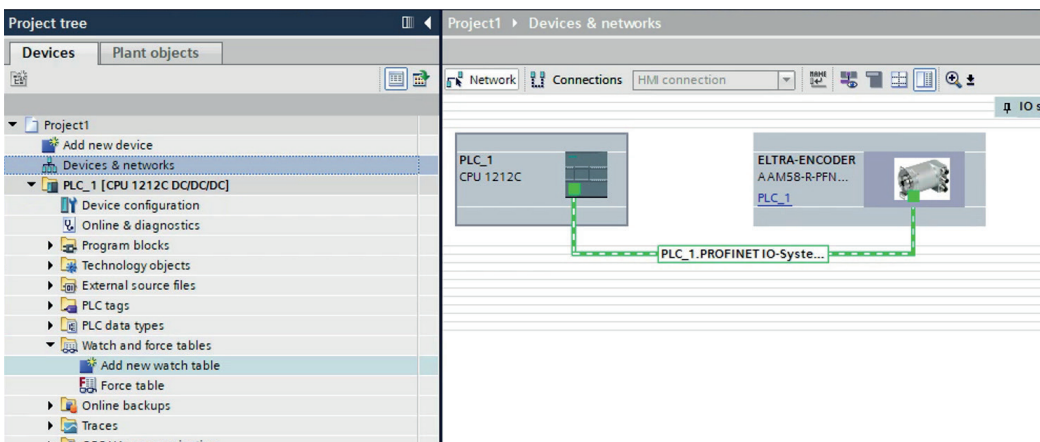 Project tree
Devices
Plant objects
Project1
Add new device
Devices & networks
PLC_1 [CPU 1212C DC/DC/DC]
Device configuration
Online & diagnostics
Program blocks
Technology objects
External source files
PLC tags
PLC data types
Watch and force tables
Add new watch table
Force table
Online backups
Traces
Project1 Devices & networks
Network
Connections
HMI connection
IO s
PLC_1
CPU 1212C
ELTRA-ENCODER
AAM58-R-PFN...
PLC_1
PLC_1.PROFINET IO-Syste...